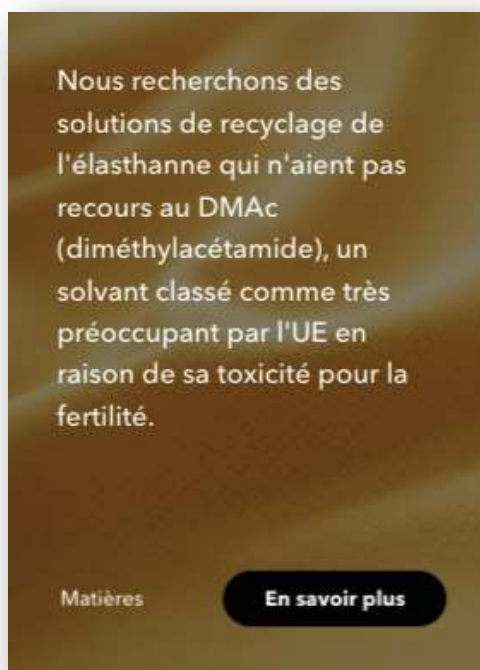 Nous recherchons des
solutions de recyclage de
l'élasthanne qui n'aient pas
recours au DMAc
(diméthylacétamide), un
solvant classé comme très
préoccupant par l'UE en
raison de sa toxicité pour la
fertilité.
Matières
En savoir plus